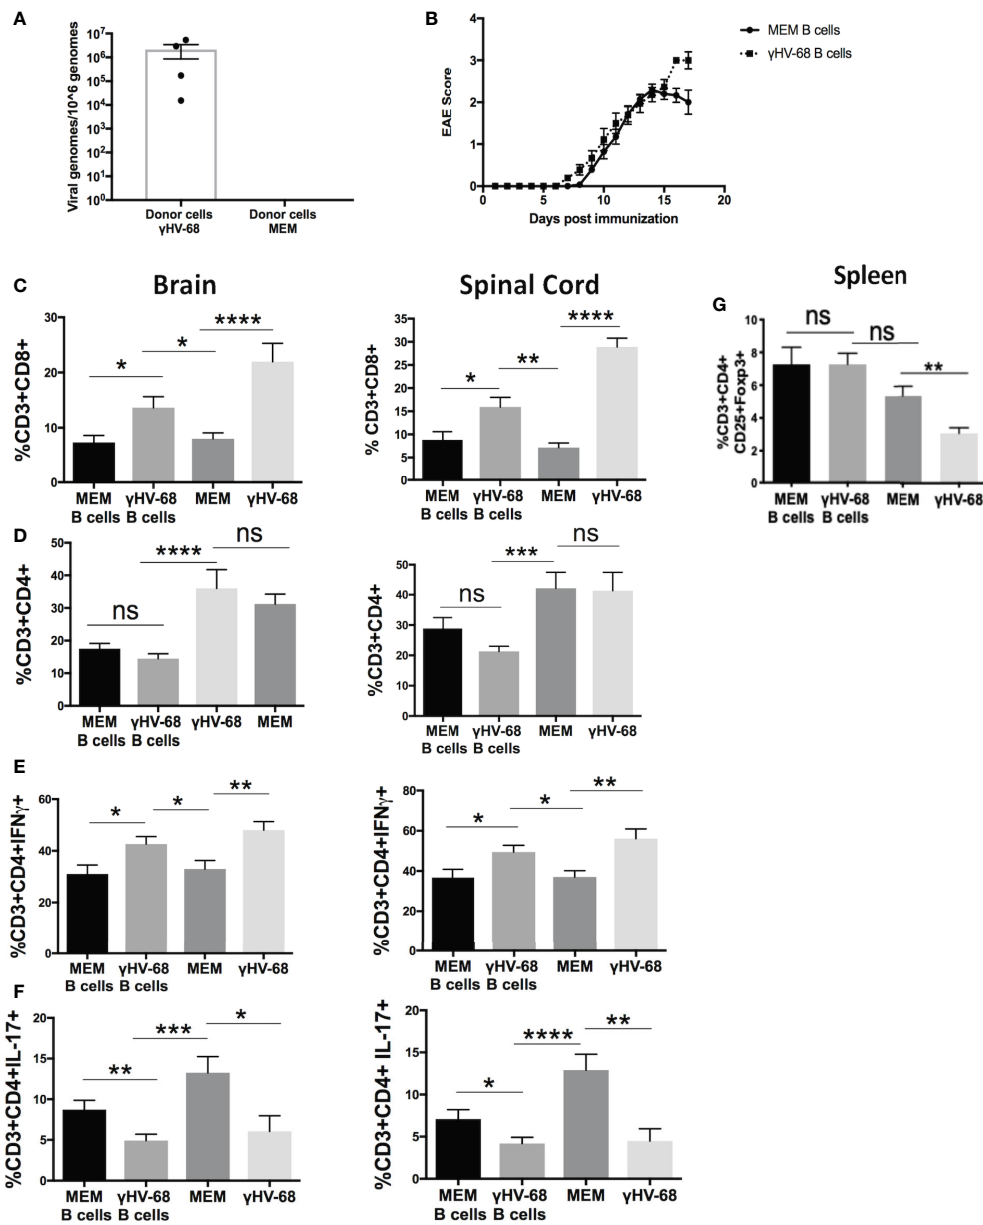 A
Viral genomes/10^6 genomes
10^7
10^6
10^5
10^4
10^3
10^2
10^1
10^0
Donor cells
γHV-68
Donor cells
MEM
B
EAE Score
4
3
2
1
0
0 5 10 15 20
Days post immunization
MEM B cells
γHV-68 B cells
C
Brain
%CD3+CD8+
30
20
10
0
* * ****
MEM
B cells
γHV-68
B cells
MEM
γHV-68
Spinal Cord
% CD3+CD8+
35
30
25
20
15
10
5
0
* ** ****
MEM
B cells
γHV-68
B cells
MEM
γHV-68
G
Spleen
%CD3+CD4+
CD25+Foxp3+
10
8
6
4
2
0
ns ns **
MEM
B cells
γHV-68
B cells
MEM
γHV-68
D
%CD3+CD4+
50
40
30
20
10
0
ns **** ns
MEM
B cells
γHV-68
B cells
γHV-68
MEM
%CD3+CD4+
50
40
30
20
10
0
ns *** ns
MEM
B cells
γHV-68
B cells
MEM
γHV-68
E
%CD3+CD4+IFNγ+
60
40
20
0
* * **
MEM
B cells
γHV-68
B cells
MEM
γHV-68
%CD3+CD4+IFNγ+
80
60
40
20
0
* * **
MEM
B cells
γHV-68
B cells
MEM
γHV-68
F
%CD3+CD4+IL-17+
20
15
10
5
0
** *** *
MEM
B cells
γHV-68
B cells
MEM
γHV-68
%CD3+CD4+ IL-17+
20
15
10
5
0
* **** **
MEM
B cells
γHV-68
B cells
MEM
γHV-68